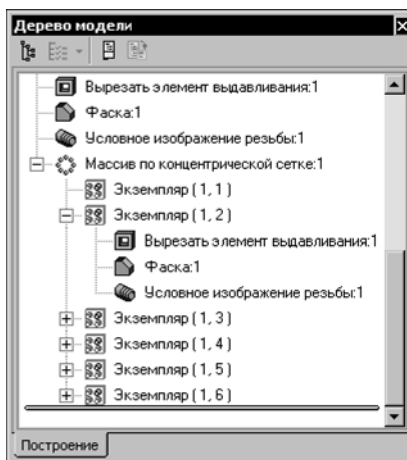 Дерево модели
Вырезать элемент выдавливания:1
Фаска:1
Условное изображение резьбы:1
Массив по концентрической сетке:1
Экземпляр ( 1, 1 )
Экземпляр ( 1, 2 )
Вырезать элемент выдавливания:1
Фаска:1
Условное изображение резьбы:1
Экземпляр ( 1, 3 )
Экземпляр ( 1, 4 )
Экземпляр ( 1, 5 )
Экземпляр ( 1, 6 )
Построение